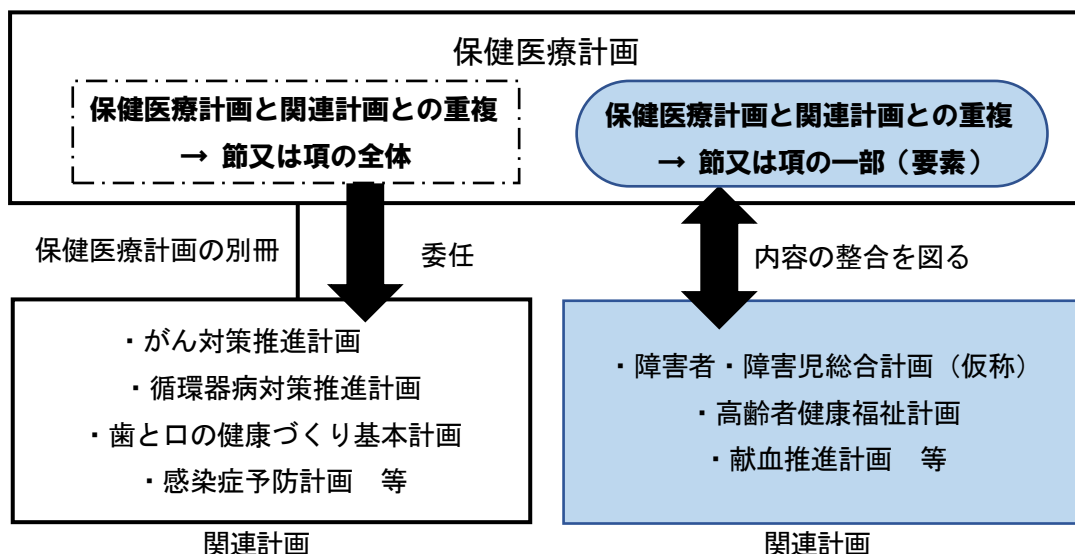 保健医療計画
保健医療計画と関連計画との重複
→ 節又は項の全体
保健医療計画と関連計画との重複
→ 節又は項の一部（要素）
保健医療計画の別冊
委任
内容の整合を図る
・がん対策推進計画
・循環器病対策推進計画
・歯と口の健康づくり基本計画
・感染症予防計画　等
関連計画
・障害者・障害児総合計画（仮称）
・高齢者健康福祉計画
・献血推進計画　等
関連計画